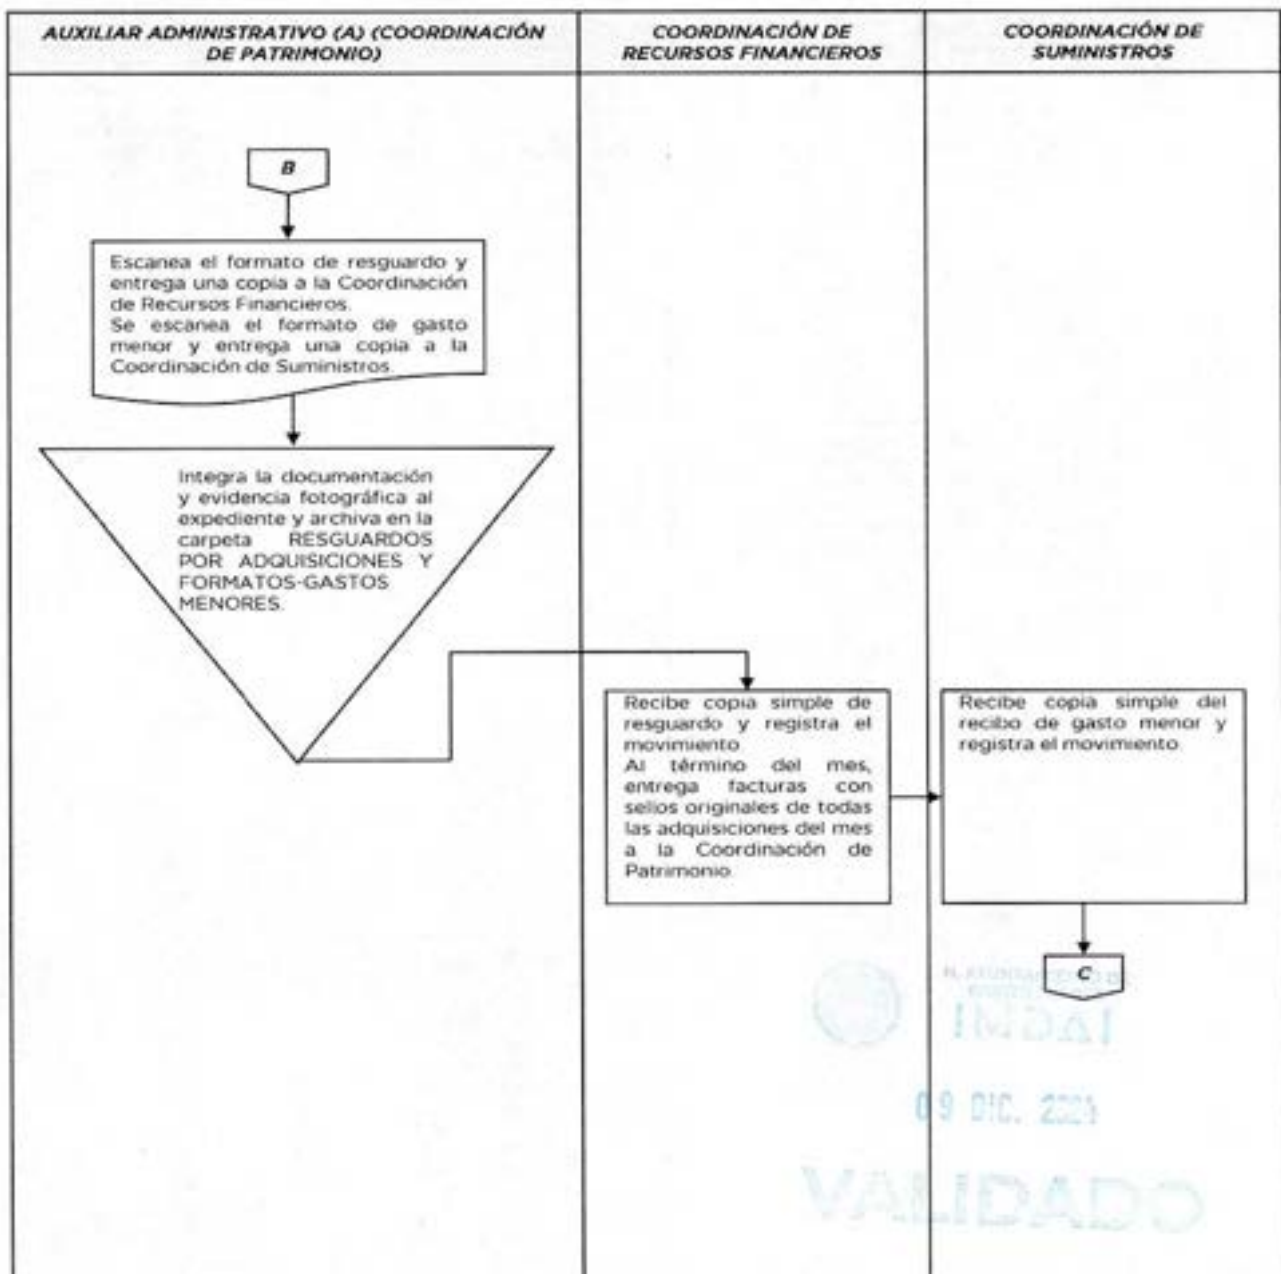 AUXILIAR ADMINISTRATIVO (A) (COORDINACIÓN
DE PATRIMONIO)
COORDINACIÓN DE
RECURSOS FINANCIEROS
COORDINACIÓN DE
SUMINISTROS
B
Escanea el formato de resguardo y
entrega una copia a la Coordinación
de Recursos Financieros.
Se escanea el formato de gasto
menor y entrega una copia a la
Coordinación de Suministros.
Integra la documentación
y evidencia fotográfica al
expediente y archiva en la
carpeta RESGUARDOS
POR ADQUISICIONES Y
FORMATOS-GASTOS
MENORES.
Recibe copia simple de
resguardo y registra el
movimiento
Al término del mes,
entrega facturas con
sellos originales de todas
las adquisiciones del mes
a la Coordinación de
Patrimonio
Recibe copia simple del
recibo de gasto menor y
registra el movimiento
C
09 DIC.
VALIDADO